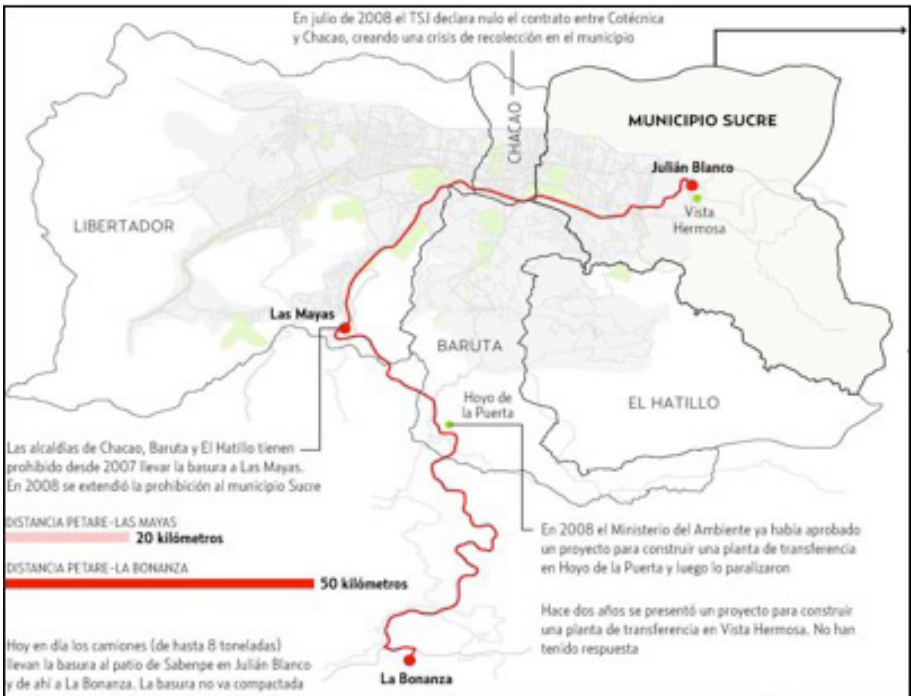 En julio de 2008 el TSJ declara nulo el contrato entre Cotécnica
y Chacao, creando una crisis de recolección en el municipio
CHACAO
MUNICIPIO SUCRE
Julián Blanco
Vista
Hermosa
LIBERTADOR
Las Mayas
BARUTA
Hoyo de
la Puerta
EL HATILLO
Las alcaldías de Chacao, Baruta y El Hatillo tienen
prohibido desde 2007 llevar la basura a Las Mayas.
En 2008 se extendió la prohibición al municipio Sucre
DISTANCIA PETARE-LAS MAYAS
20 kilómetros
DISTANCIA PETARE-LA BONANZA
50 kilómetros
En 2008 el Ministerio del Ambiente ya había aprobado
un proyecto para construir una planta de transferencia
en Hoyo de la Puerta y luego lo paralizaron
Hace dos años se presentó un proyecto para construir
una planta de transferencia en Vista Hermosa. No han
tenido respuesta
Hoy en día los camiones (de hasta 8 toneladas)
llevan la basura al patio de Sabenpe en Julián Blanco
y de ahí a La Bonanza. La basura no va compactada
La Bonanza